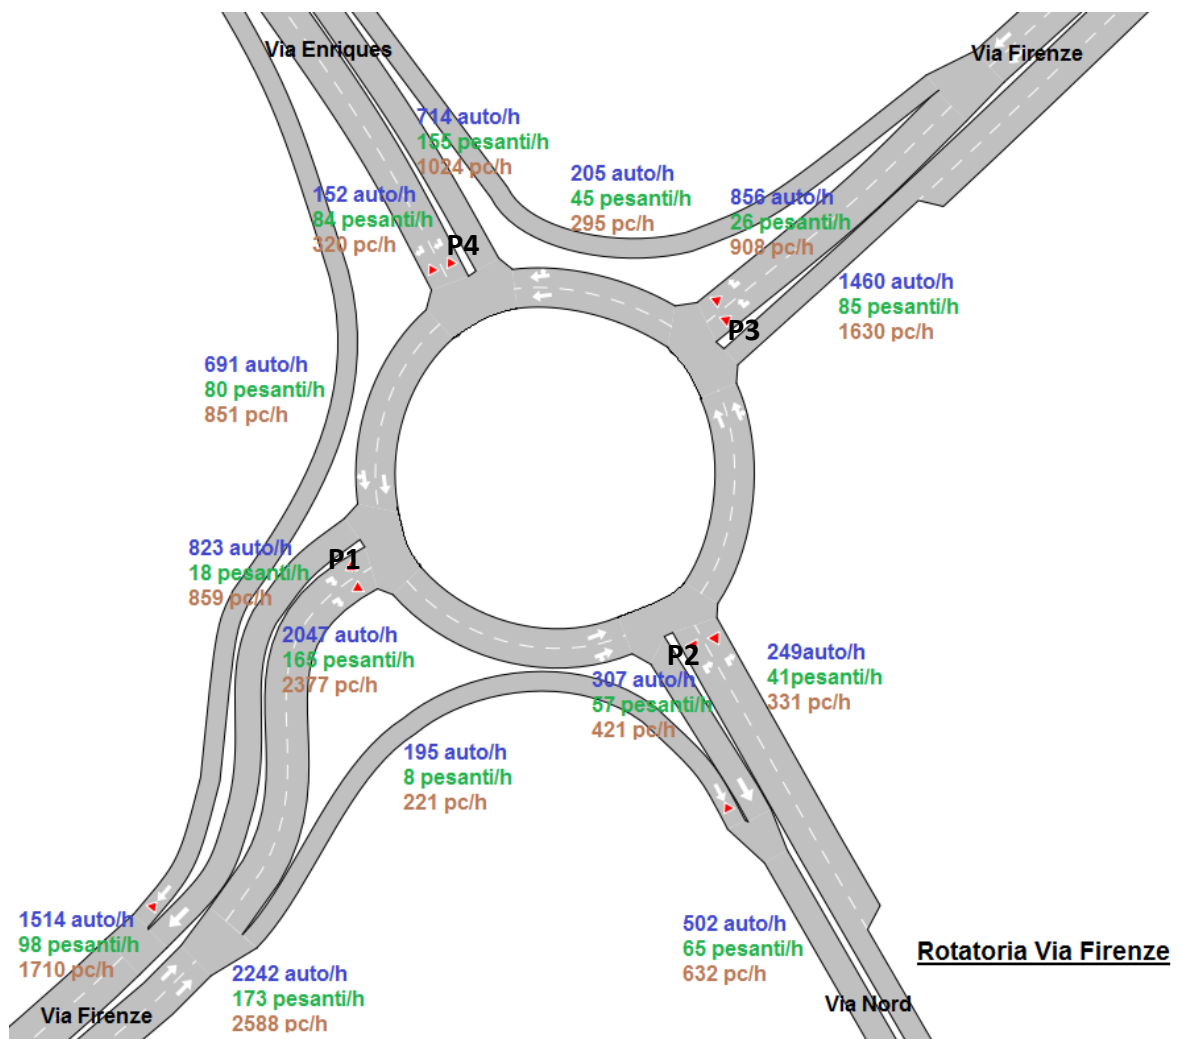 Via Enriques
Via Firenze
714 auto/h
155 pesanti/h
1024 pc/h
205 auto/h
45 pesanti/h
295 pc/h
856 auto/h
26 pesanti/h
908 pc/h
152 auto/h
84 pesanti/h
320 pc/h
P4
1460 auto/h
85 pesanti/h
1630 pc/h
P3
691 auto/h
80 pesanti/h
851 pc/h
823 auto/h
18 pesanti/h
859 pc/h
P1
2047 auto/h
165 pesanti/h
2377 pc/h
P2
307 auto/h
57 pesanti/h
421 pc/h
249auto/h
41pesanti/h
331 pc/h
195 auto/h
8 pesanti/h
221 pc/h
1514 auto/h
98 pesanti/h
1710 pc/h
502 auto/h
65 pesanti/h
632 pc/h
Rotatoria Via Firenze
2242 auto/h
173 pesanti/h
2588 pc/h
Via Firenze
Via Nord